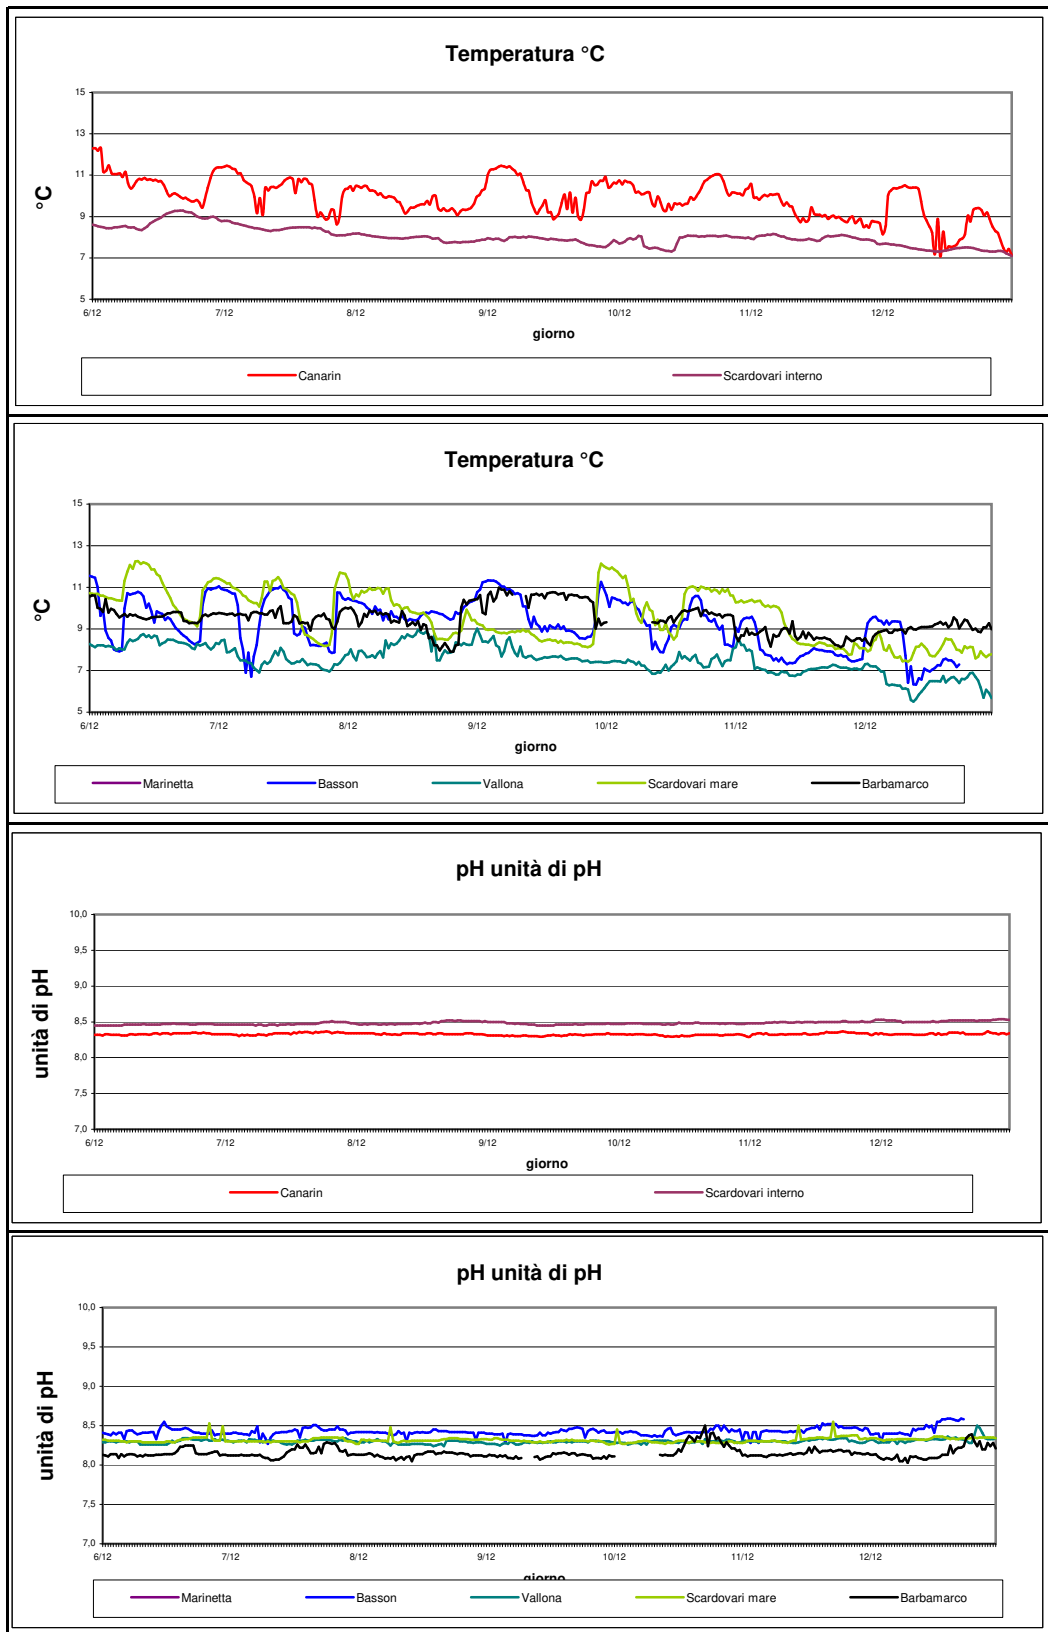 Temperatura °C
15
13
11
9
7
5
°C
6/12 7/12 8/12 9/12 10/12 11/12 12/12
giorno
Canarin Scardovari interno
Temperatura °C
15
13
11
9
7
5
°C
6/12 7/12 8/12 9/12 10/12 11/12 12/12
giorno
Marinetta Basson Vallona Scardovari mare Barbamarco
pH unità di pH
10,0
9,5
9,0
8,5
8,0
7,5
7,0
unità di pH
6/12 7/12 8/12 9/12 10/12 11/12 12/12
giorno
Canarin Scardovari interno
pH unità di pH
10,0
9,5
9,0
8,5
8,0
7,5
7,0
unità di pH
6/12 7/12 8/12 9/12 10/12 11/12 12/12
giorno
Marinetta Basson Vallona Scardovari mare Barbamarco